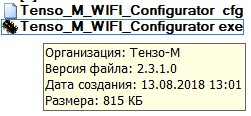 Tenso_M_WIFI_Configurator cfg
Tenso_M_WIFI_Configurator exe
Организация: Тензо-М
Версия файла: 2.3.1.0
Дата создания: 13.08.2018 13:01
Размера: 815 КБ